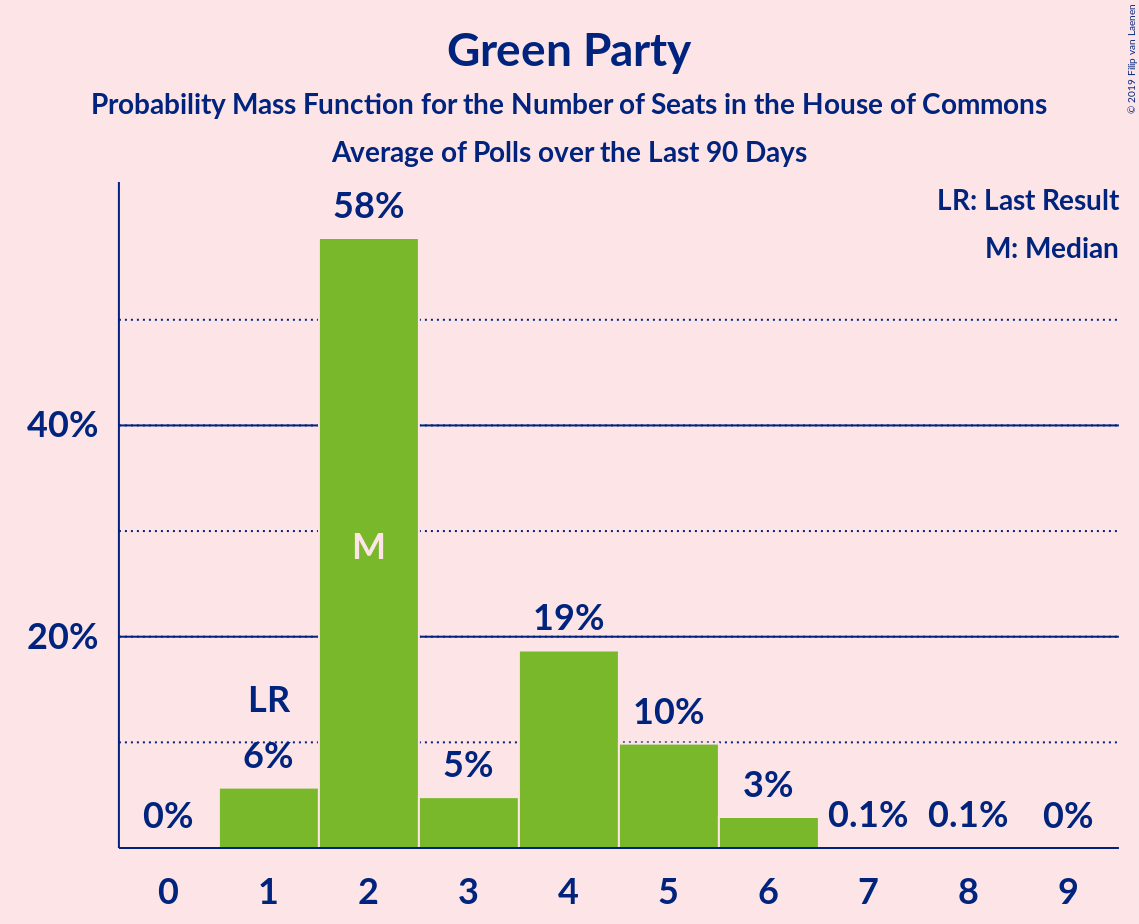 Green Party
Probability Mass Function for the Number of Seats in the House of Commons
Average of Polls over the Last 90 Days
© 2019 Filip van Laenen
LR: Last Result
M: Median
58%
40%
M
19%
20%
LR
10%
6%
5%
3%
0%
0.1%
0.1%
0%
0 1 2 3 4 5 6 7 8 9